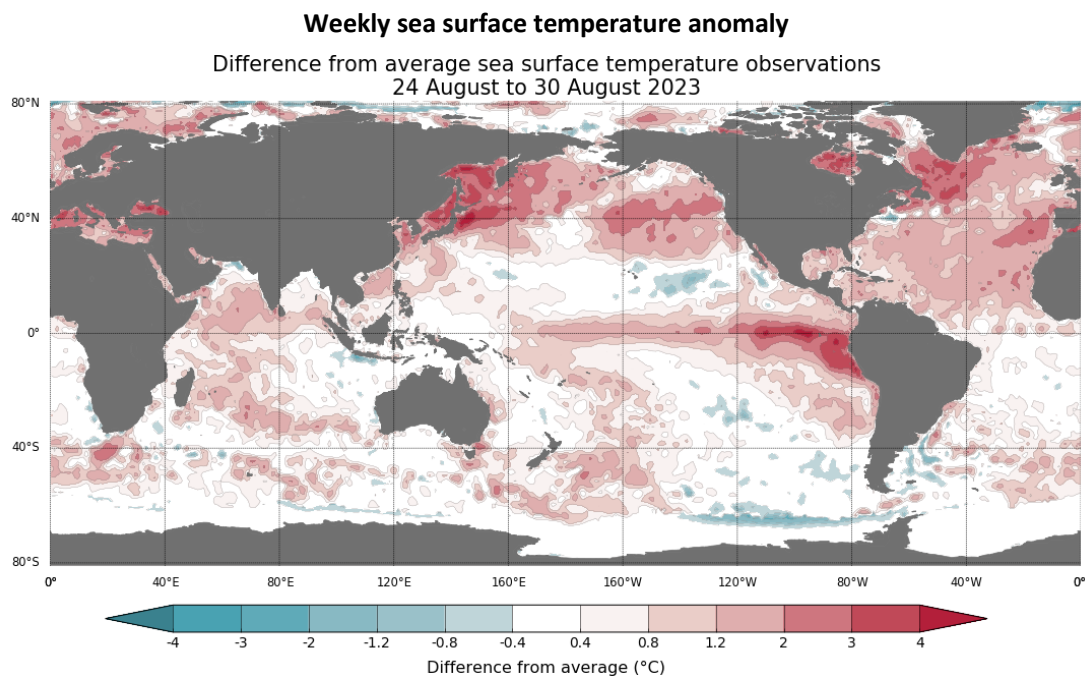 Weekly sea surface temperature anomaly
Difference from average sea surface temperature observations
24 August to 30 August 2023
80°N
40°N
0°
40°S
80°S
0° 40°E 80°E 120°E 160°E 160°W 120°W 80°W 40°W 0°
-4 -3 -2 -1.2 -0.8 -0.4 0.4 0.8 1.2 2 3 4
Difference from average (°C)